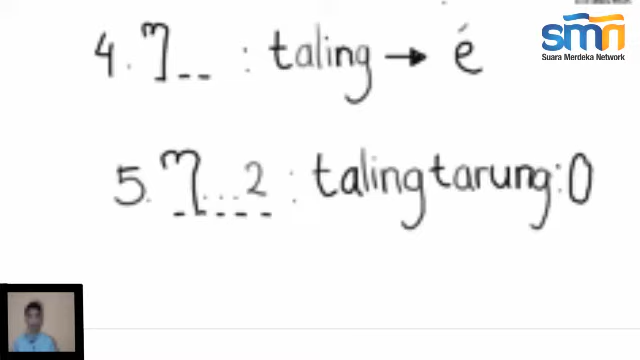 smn
Suara Merdeka Network
4. ꦺ -- : taling → é
5. ꦺ...ꦴ : taling tarung : O